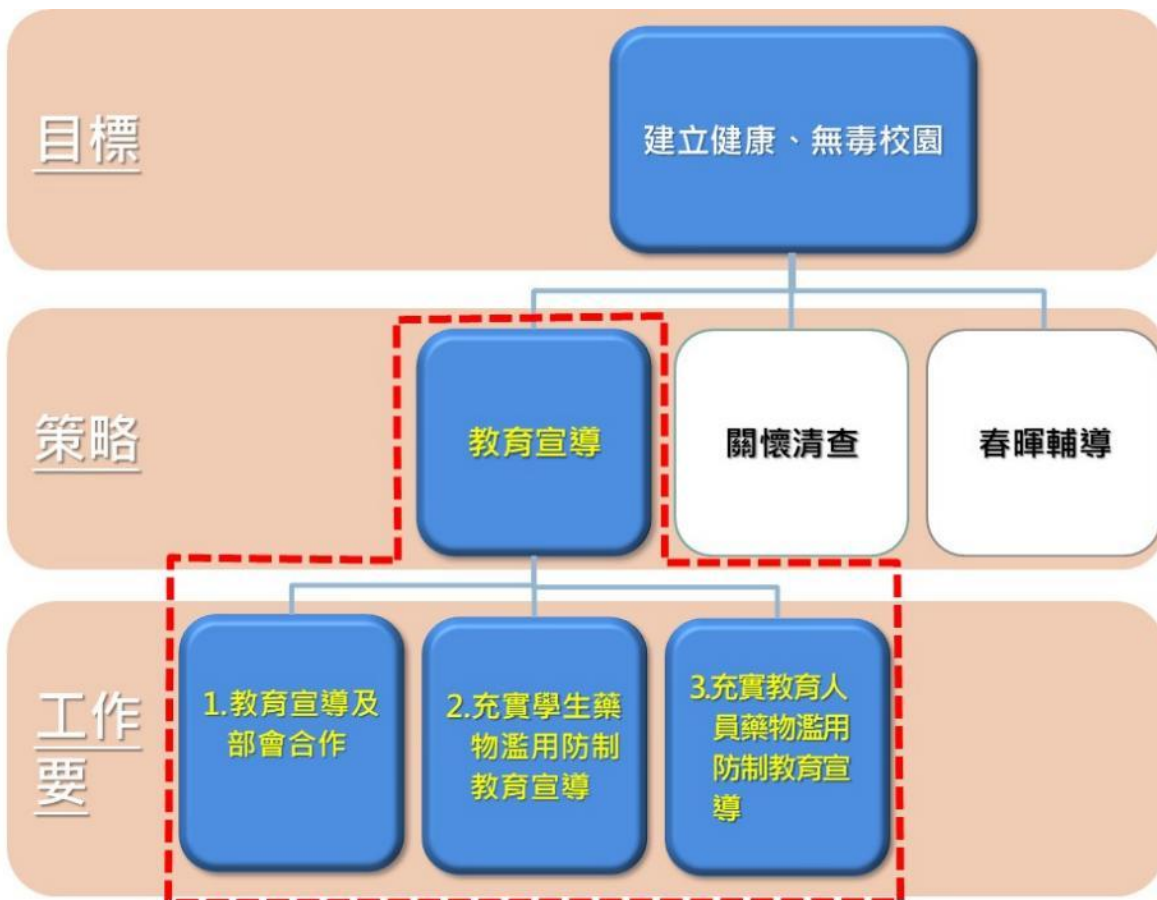 目標
建立健康、無毒校園
策略
教育宣導
關懷清查
春暉輔導
工作
要
1.教育宣導及
部會合作
2.充實學生藥
物濫用防制
教育宣導
3.充實教育人
員藥物濫用
防制教育宣
導